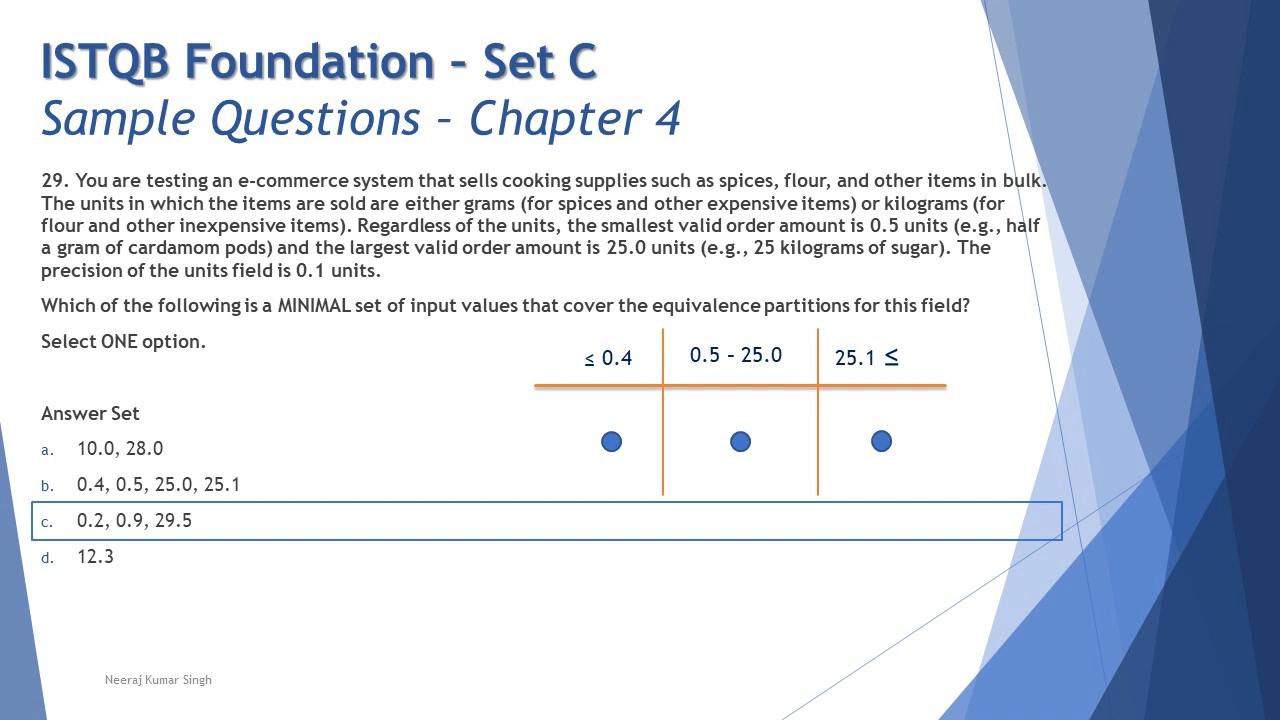 ISTQB Foundation – Set C
Sample Questions – Chapter 4
29. You are testing an e-commerce system that sells cooking supplies such as spices, flour, and other items in bulk.
The units in which the items are sold are either grams (for spices and other expensive items) or kilograms (for
flour and other inexpensive items). Regardless of the units, the smallest valid order amount is 0.5 units (e.g., half
a gram of cardamom pods) and the largest valid order amount is 25.0 units (e.g., 25 kilograms of sugar). The
precision of the units field is 0.1 units.
Which of the following is a MINIMAL set of input values that cover the equivalence partitions for this field?
Select ONE option.
≤ 0.4 0.5 – 25.0 25.1 ≤
Answer Set
a. 10.0, 28.0
b. 0.4, 0.5, 25.0, 25.1
c. 0.2, 0.9, 29.5
d. 12.3
Neeraj Kumar Singh